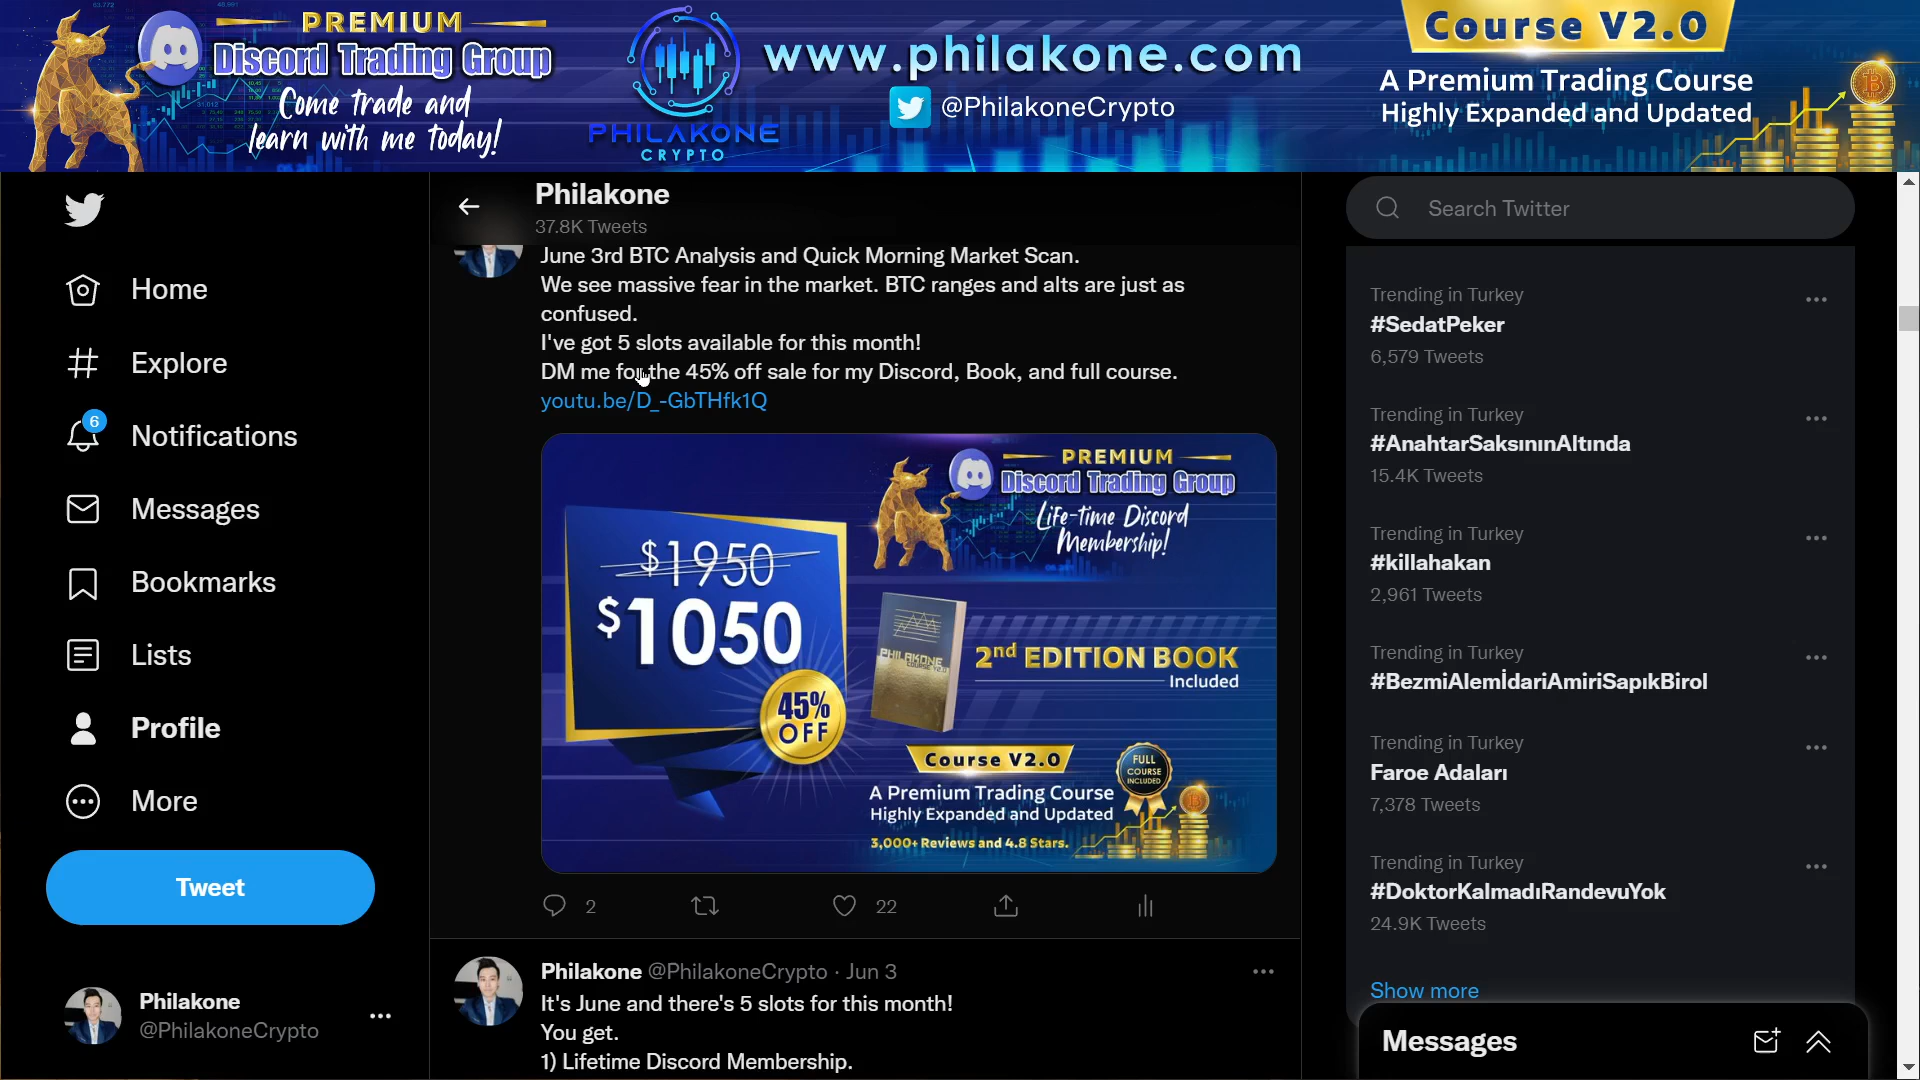 PREMIUM
Discord Trading Group
Come trade and
learn with me today!
PHILAKONE
CRYPTO
www.philakone.com
@PhilakoneCrypto
Course V2.0
A Premium Trading Course
Highly Expanded and Updated
Home
Explore
6
Notifications
Messages
Bookmarks
Lists
Profile
More
Tweet
Philakone
@PhilakoneCrypto
Philakone
37.8K Tweets
June 3rd BTC Analysis and Quick Morning Market Scan.
We see massive fear in the market. BTC ranges and alts are just as
confused.
I've got 5 slots available for this month!
DM me for the 45% off sale for my Discord, Book, and full course.
youtu.be/D_-GbTHfk1Q
$1950
$1050
45%
OFF
PREMIUM
Discord Trading Group
Life-time Discord
Membership!
PHILAKONE
2nd EDITION BOOK
Included
Course V2.0
FULL
COURSE
INCLUDED
A Premium Trading Course
Highly Expanded and Updated
3,000+ Reviews and 4.8 Stars.
2
22
Philakone @PhilakoneCrypto · Jun 3
It's June and there's 5 slots for this month!
You get.
1) Lifetime Discord Membership.
Search Twitter
Trending in Turkey
#SedatPeker
6,579 Tweets
Trending in Turkey
#AnahtarSaksınınAltında
15.4K Tweets
Trending in Turkey
#killahakan
2,961 Tweets
Trending in Turkey
#BezmiAlemİdariAmiriSapıkBirol
Trending in Turkey
Faroe Adaları
7,378 Tweets
Trending in Turkey
#DoktorKalmadıRandevuYok
24.9K Tweets
Show more
Messages